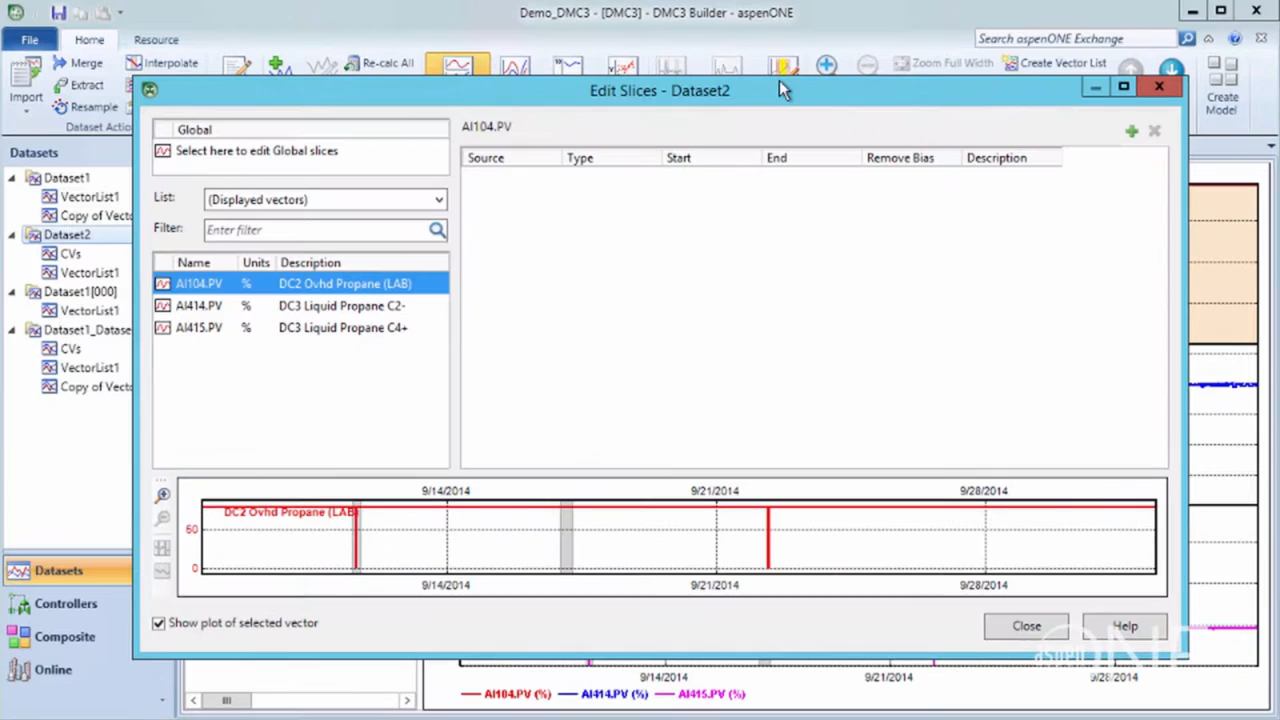 Demo_DMC3 - [DMC3] - DMC3 Builder - aspenONE
File Home Resource
Search aspenONE Exchange
Merge
Interpolate
Re-calc All
Zoom Full Width
Create Vector List
Import
Extract
Resample
Create
Model
Dataset Actio
Edit Slices - Dataset2
Datasets
Dataset1
VectorList1
Copy of Vecto
Dataset2
CVs
VectorList1
Dataset1[000]
VectorList1
Dataset1_Datase
CVs
VectorList1
Copy of Vecto
Datasets
Controllers
Composite
Online
Global
Select here to edit Global slices
List: (Displayed vectors)
Filter: Enter filter
Name Units Description
AI104.PV % DC2 Ovhd Propane (LAB)
AI414.PV % DC3 Liquid Propane C2-
AI415.PV % DC3 Liquid Propane C4+
AI104.PV
Source Type Start End Remove Bias Description
9/14/2014 9/21/2014 9/28/2014
DC2 Ovhd Propane (LAB)
50
0
9/14/2014 9/21/2014 9/28/2014
Show plot of selected vector
Close Help
aspenONE
9/14/2014 9/21/2014 9/28/2014
AI104.PV (%) AI414.PV (%) AI415.PV (%)